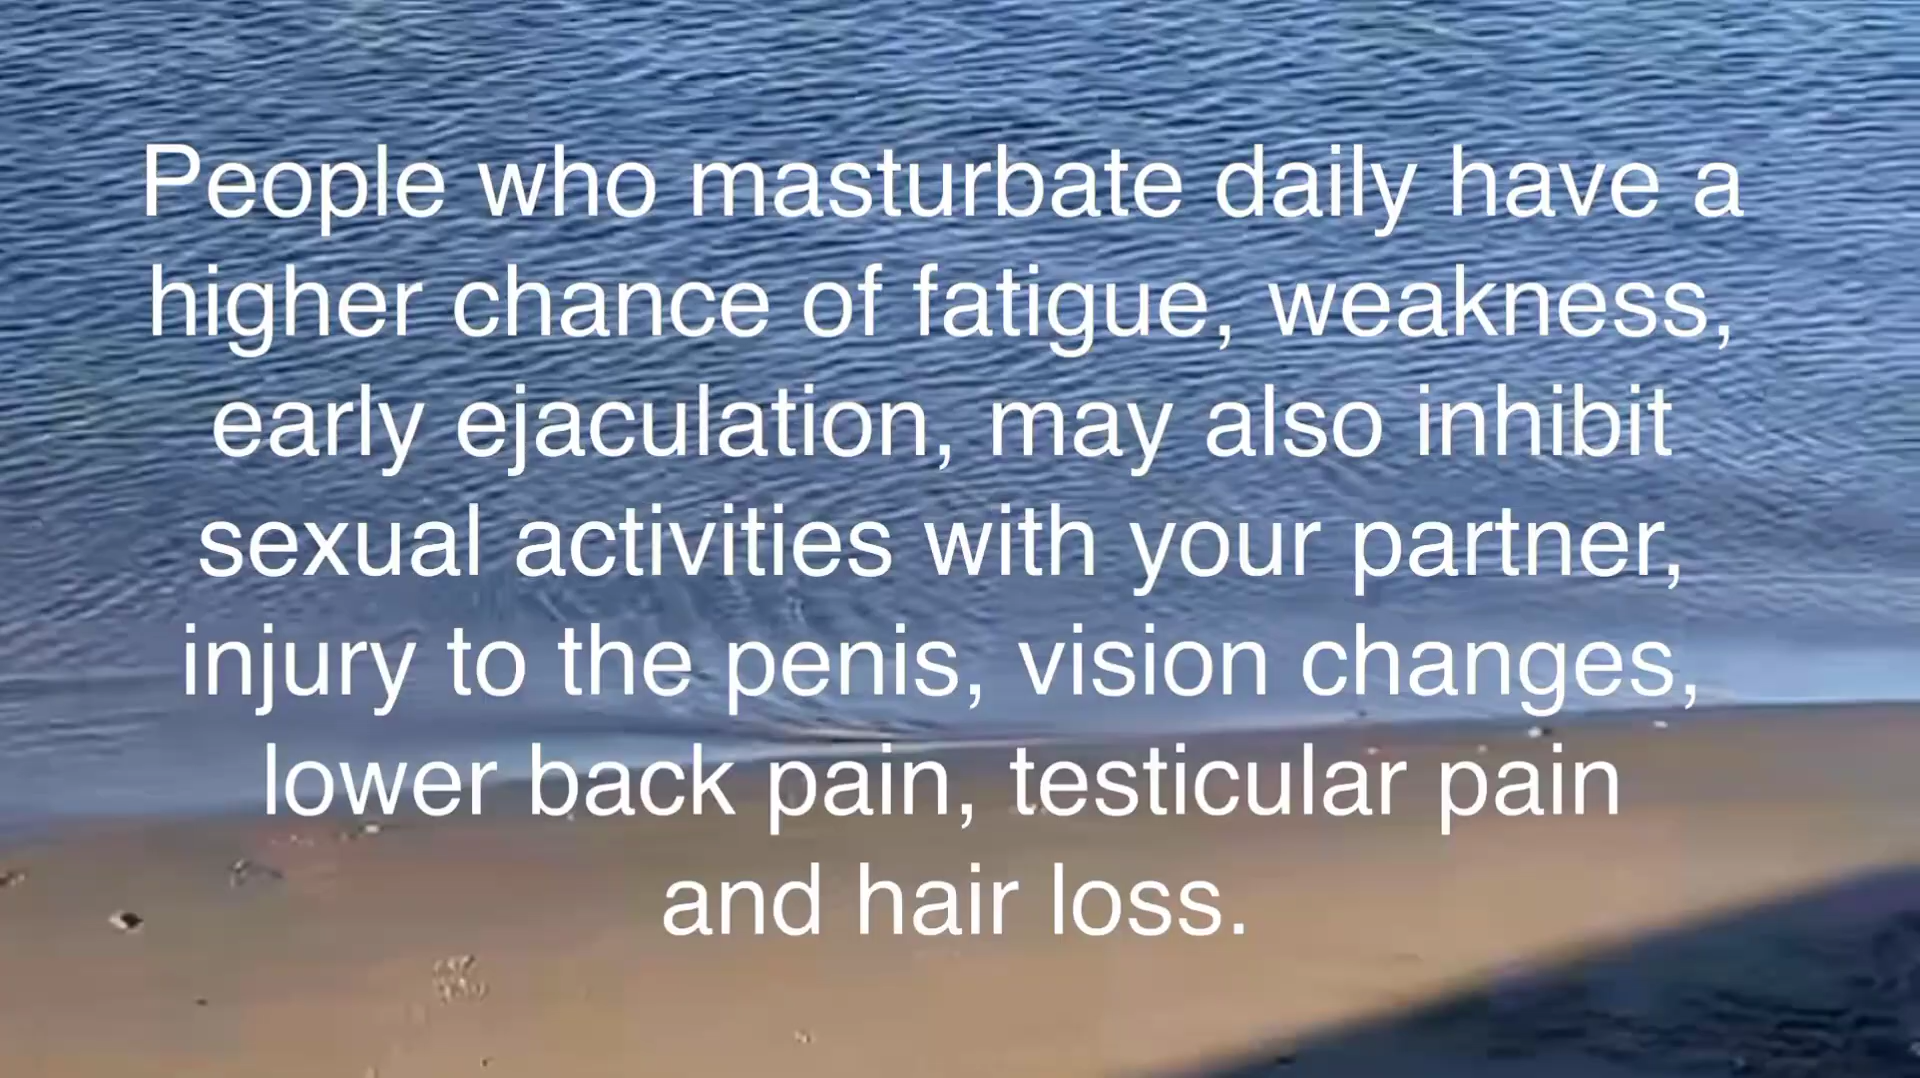 People who masturbate daily have a
higher chance of fatigue, weakness,
early ejaculation, may also inhibit
sexual activities with your partner,
injury to the penis, vision changes,
lower back pain, testicular pain
and hair loss.